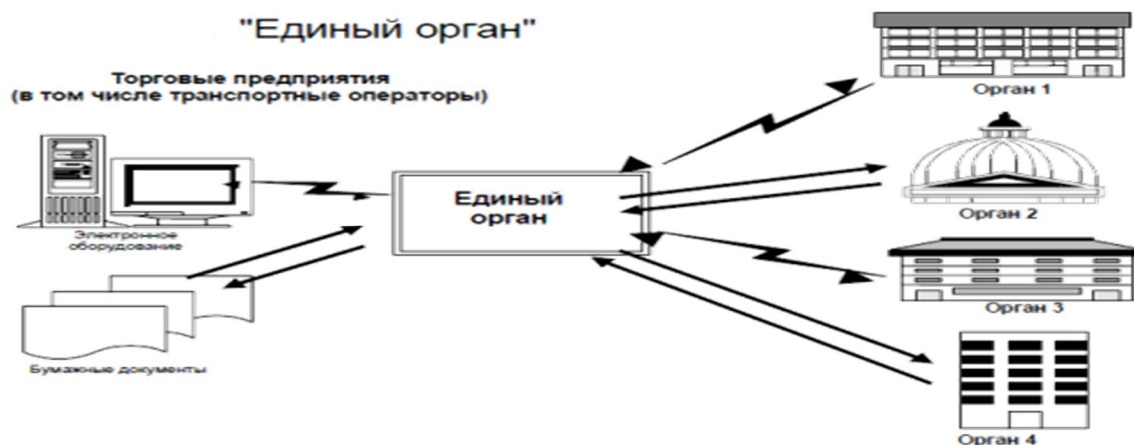 "Единый орган"
Торговые предприятия
(в том числе транспортные операторы)
Электронное
оборудование
Бумажные документы
Единый
орган
Орган 1
Орган 2
Орган 3
Орган 4